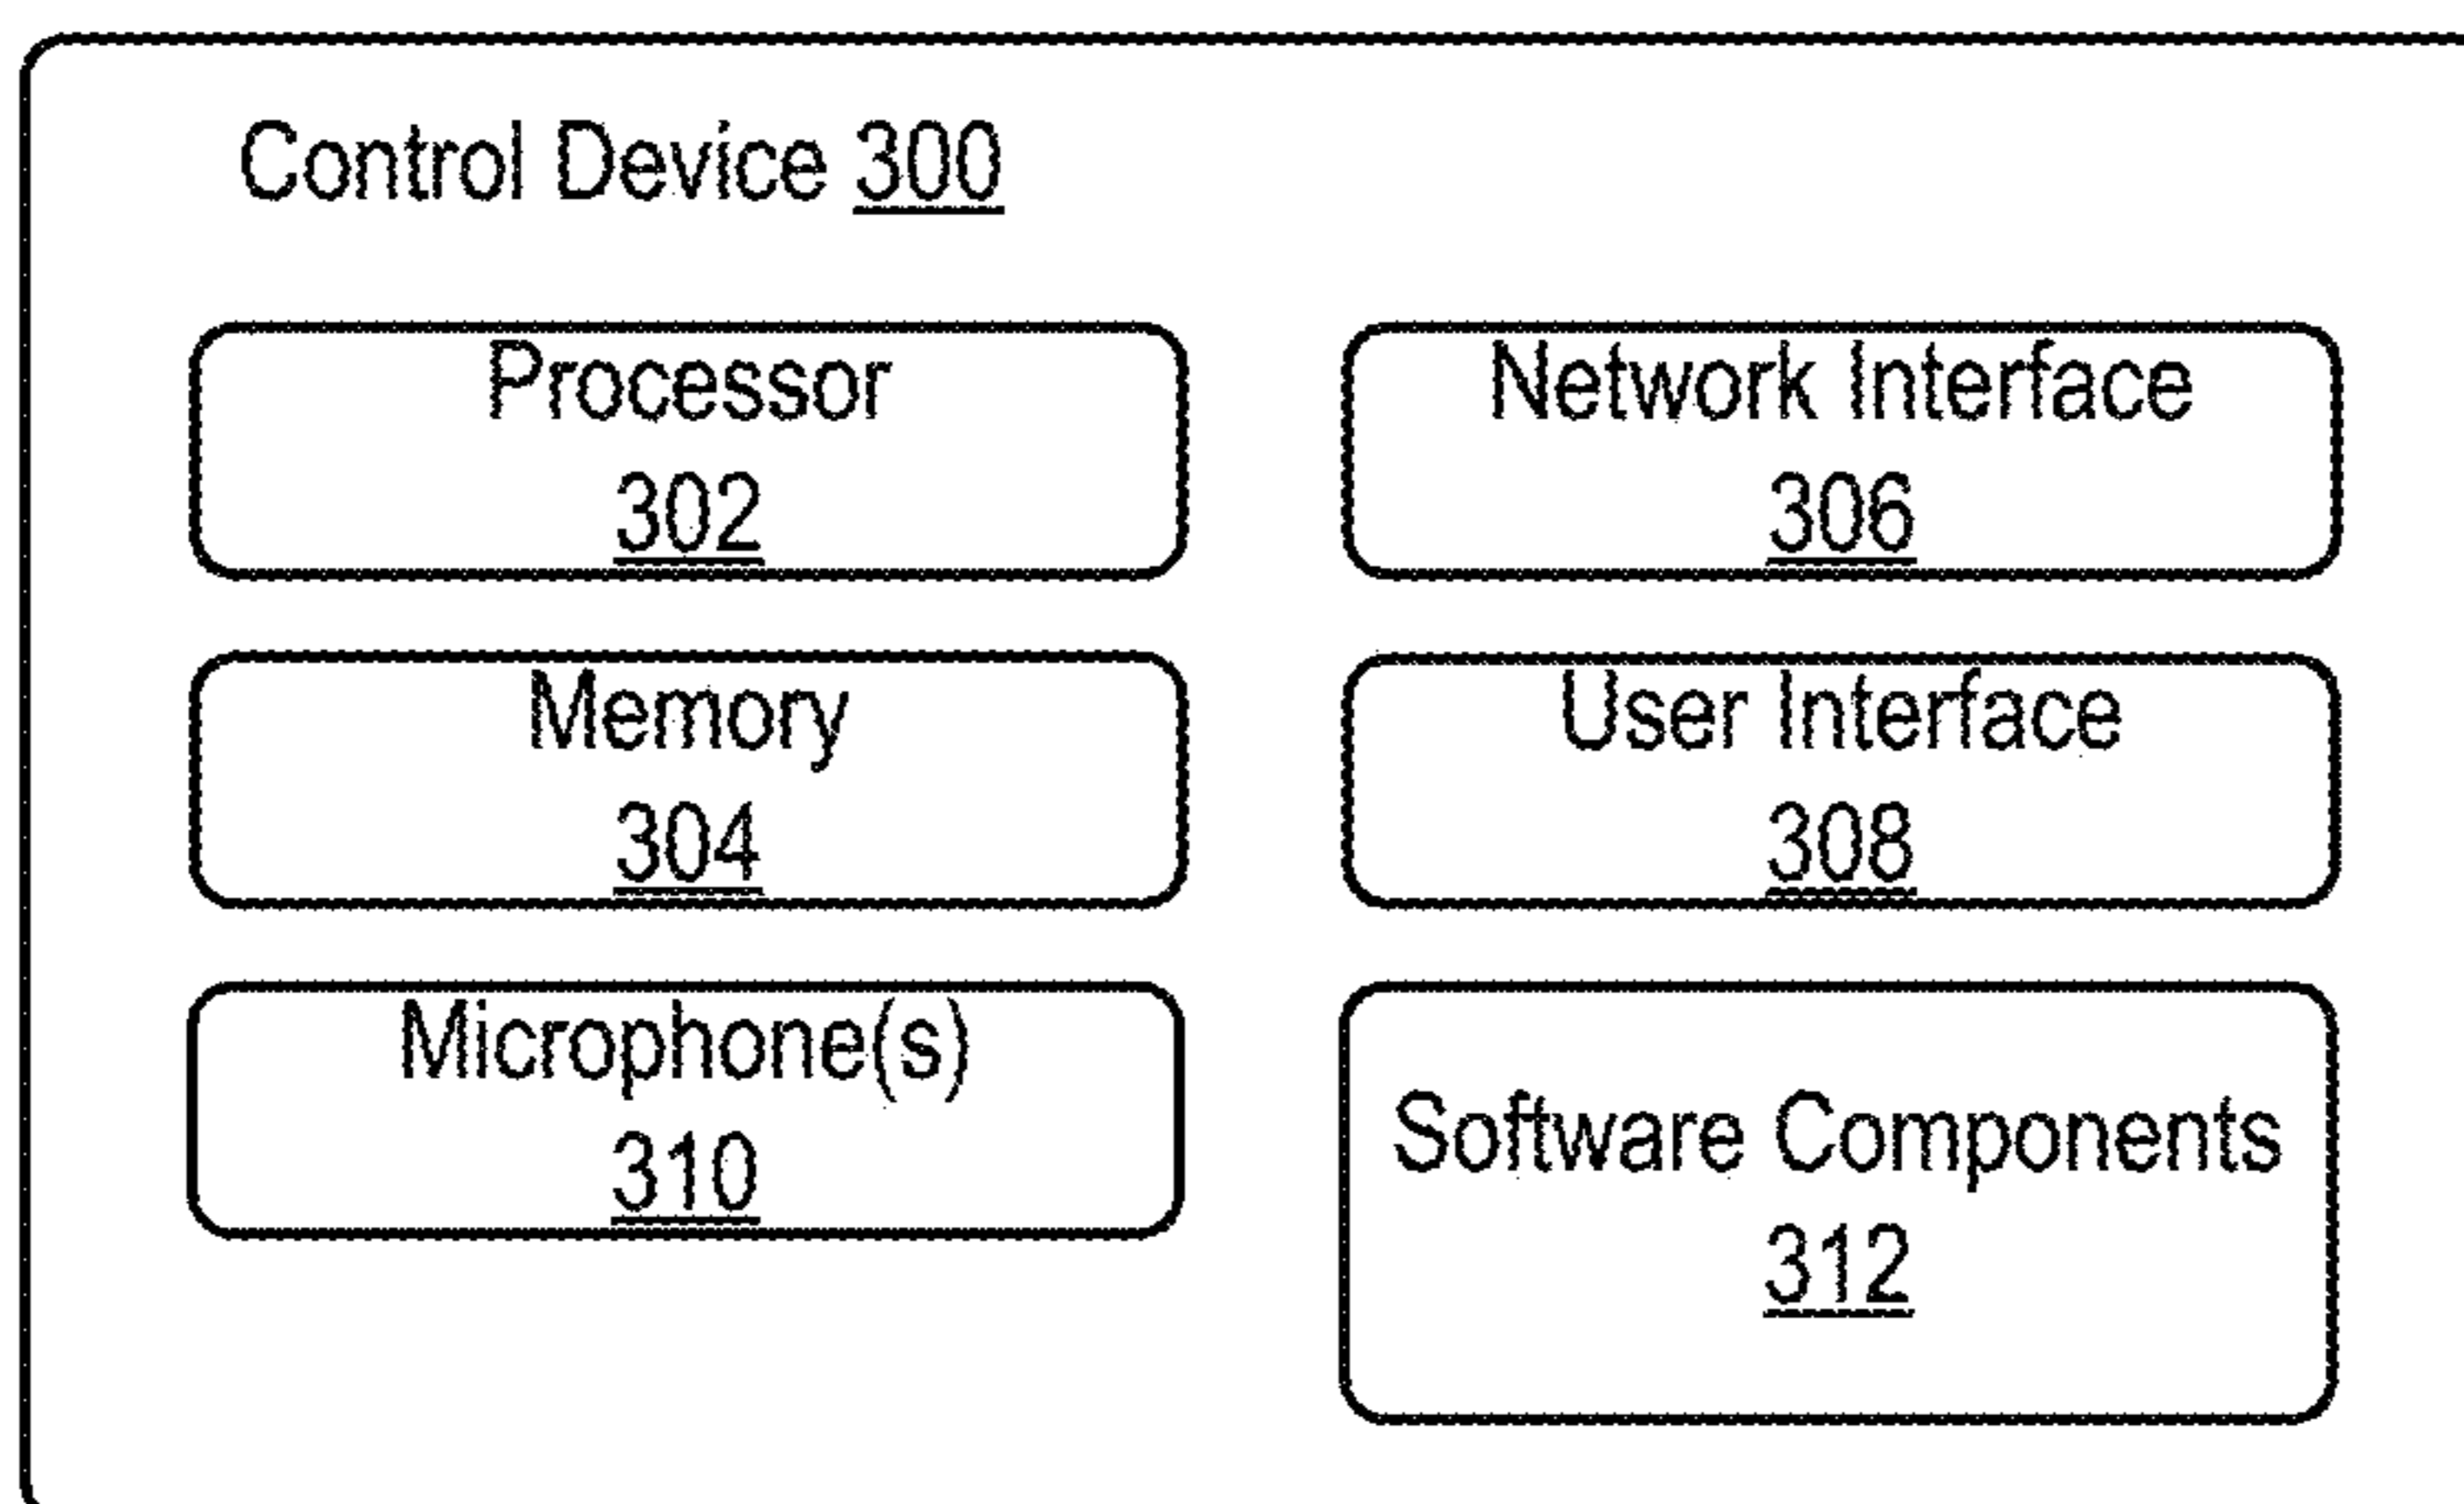 Control Device 300
Processor
302
Network Interface
306
Memory
304
User Interface
308
Microphone(s)
310
Software Components
312